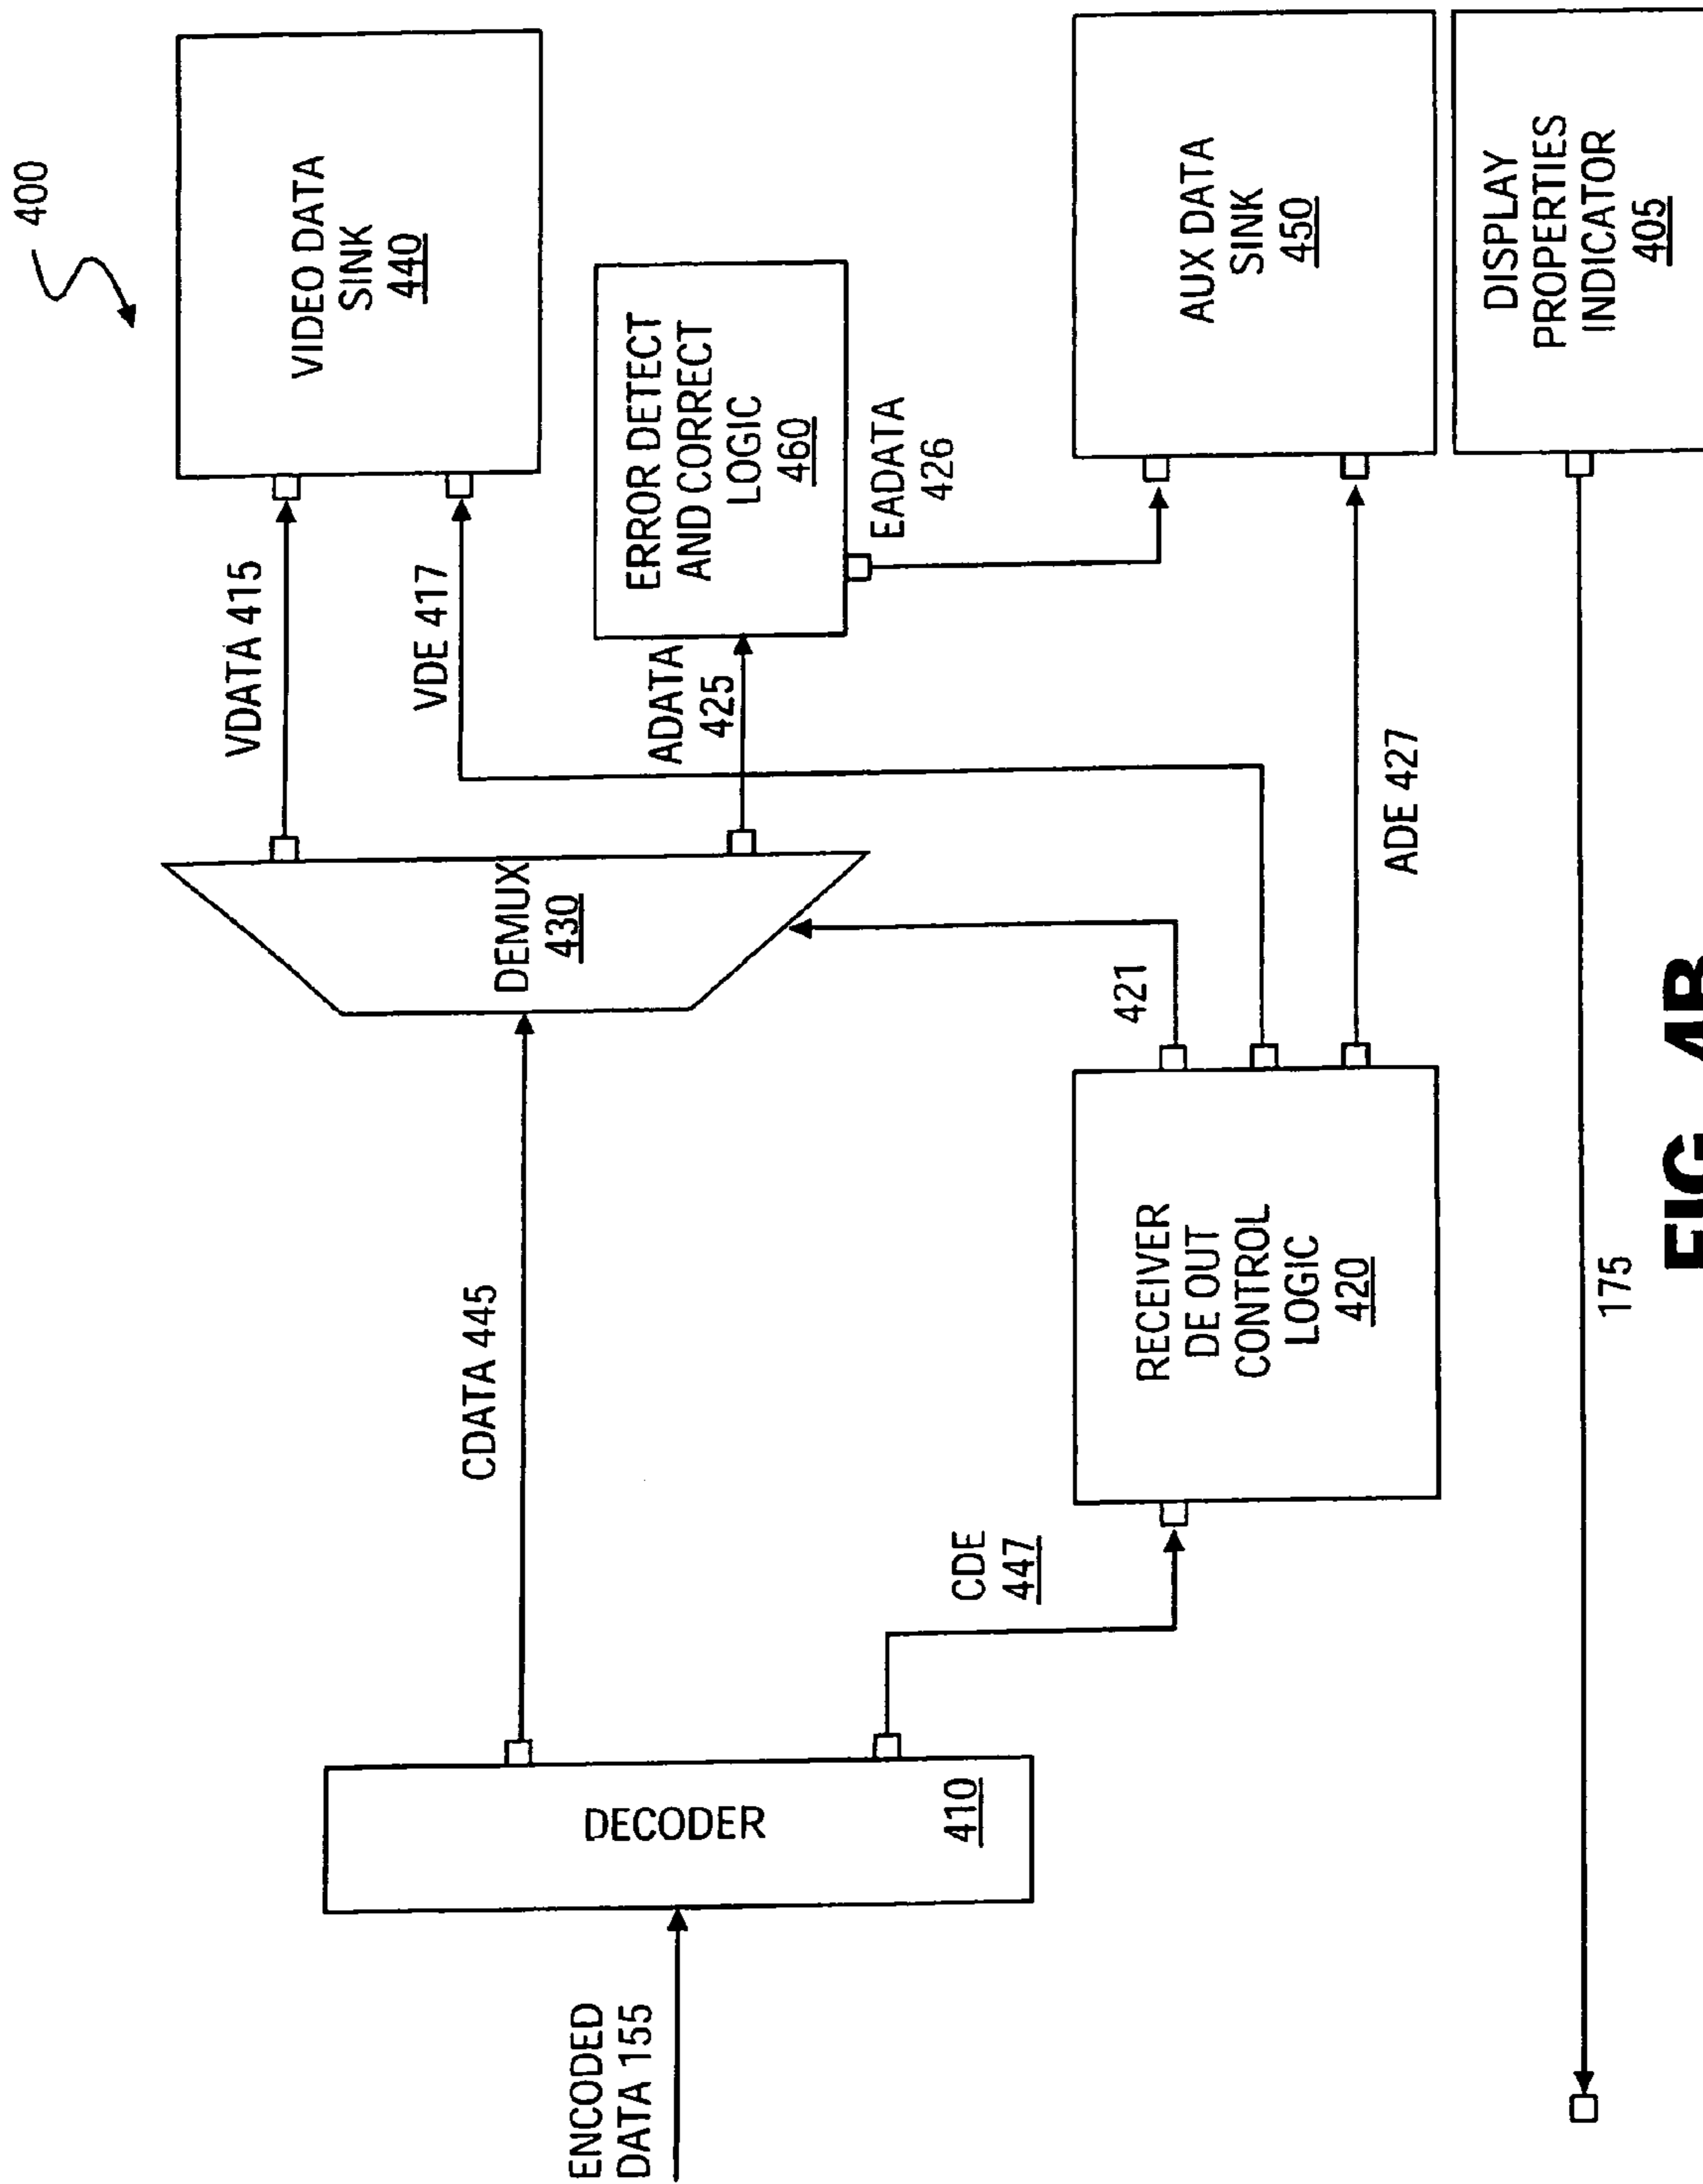 400
VIDEO DATA
SINK
440
VDATA 415
VDE 417
ERROR DETECT
AND CORRECT
LOGIC
460
ADATA
425
EADATA
426
DEMUX
430
CDATA 445
DECODER
410
ENCODED
DATA 155
CDE
447
421
RECEIVER
DE OUT
CONTROL
LOGIC
420
ADE 427
AUX DATA
SINK
450
DISPLAY
PROPERTIES
INDICATOR
405
175
FIG. 4B